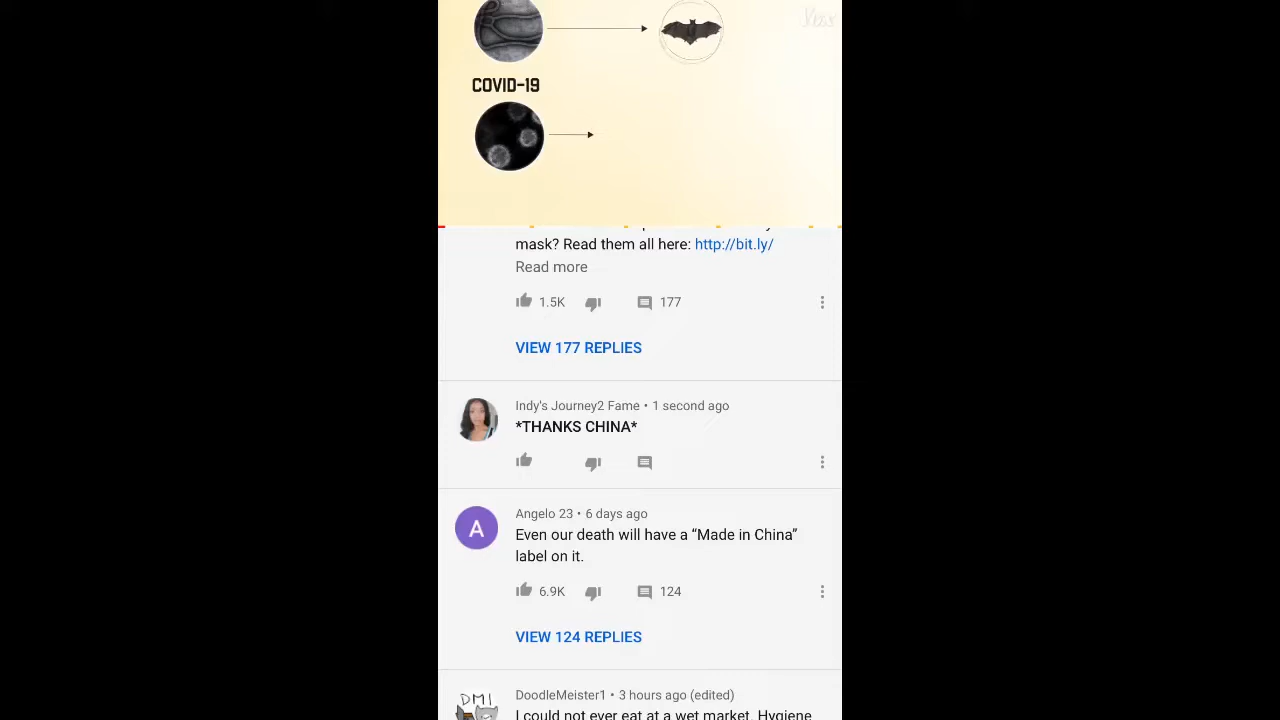 Vox
COVID-19
mask? Read them all here: http://bit.ly/
Read more
1.5K 177
VIEW 177 REPLIES
Indy's Journey2 Fame • 1 second ago
*THANKS CHINA*
Angelo 23 • 6 days ago
A
Even our death will have a “Made in China”
label on it.
6.9K 124
VIEW 124 REPLIES
DMI
DoodleMeister1 • 3 hours ago (edited)
I could not ever eat at a wet market. Hygiene